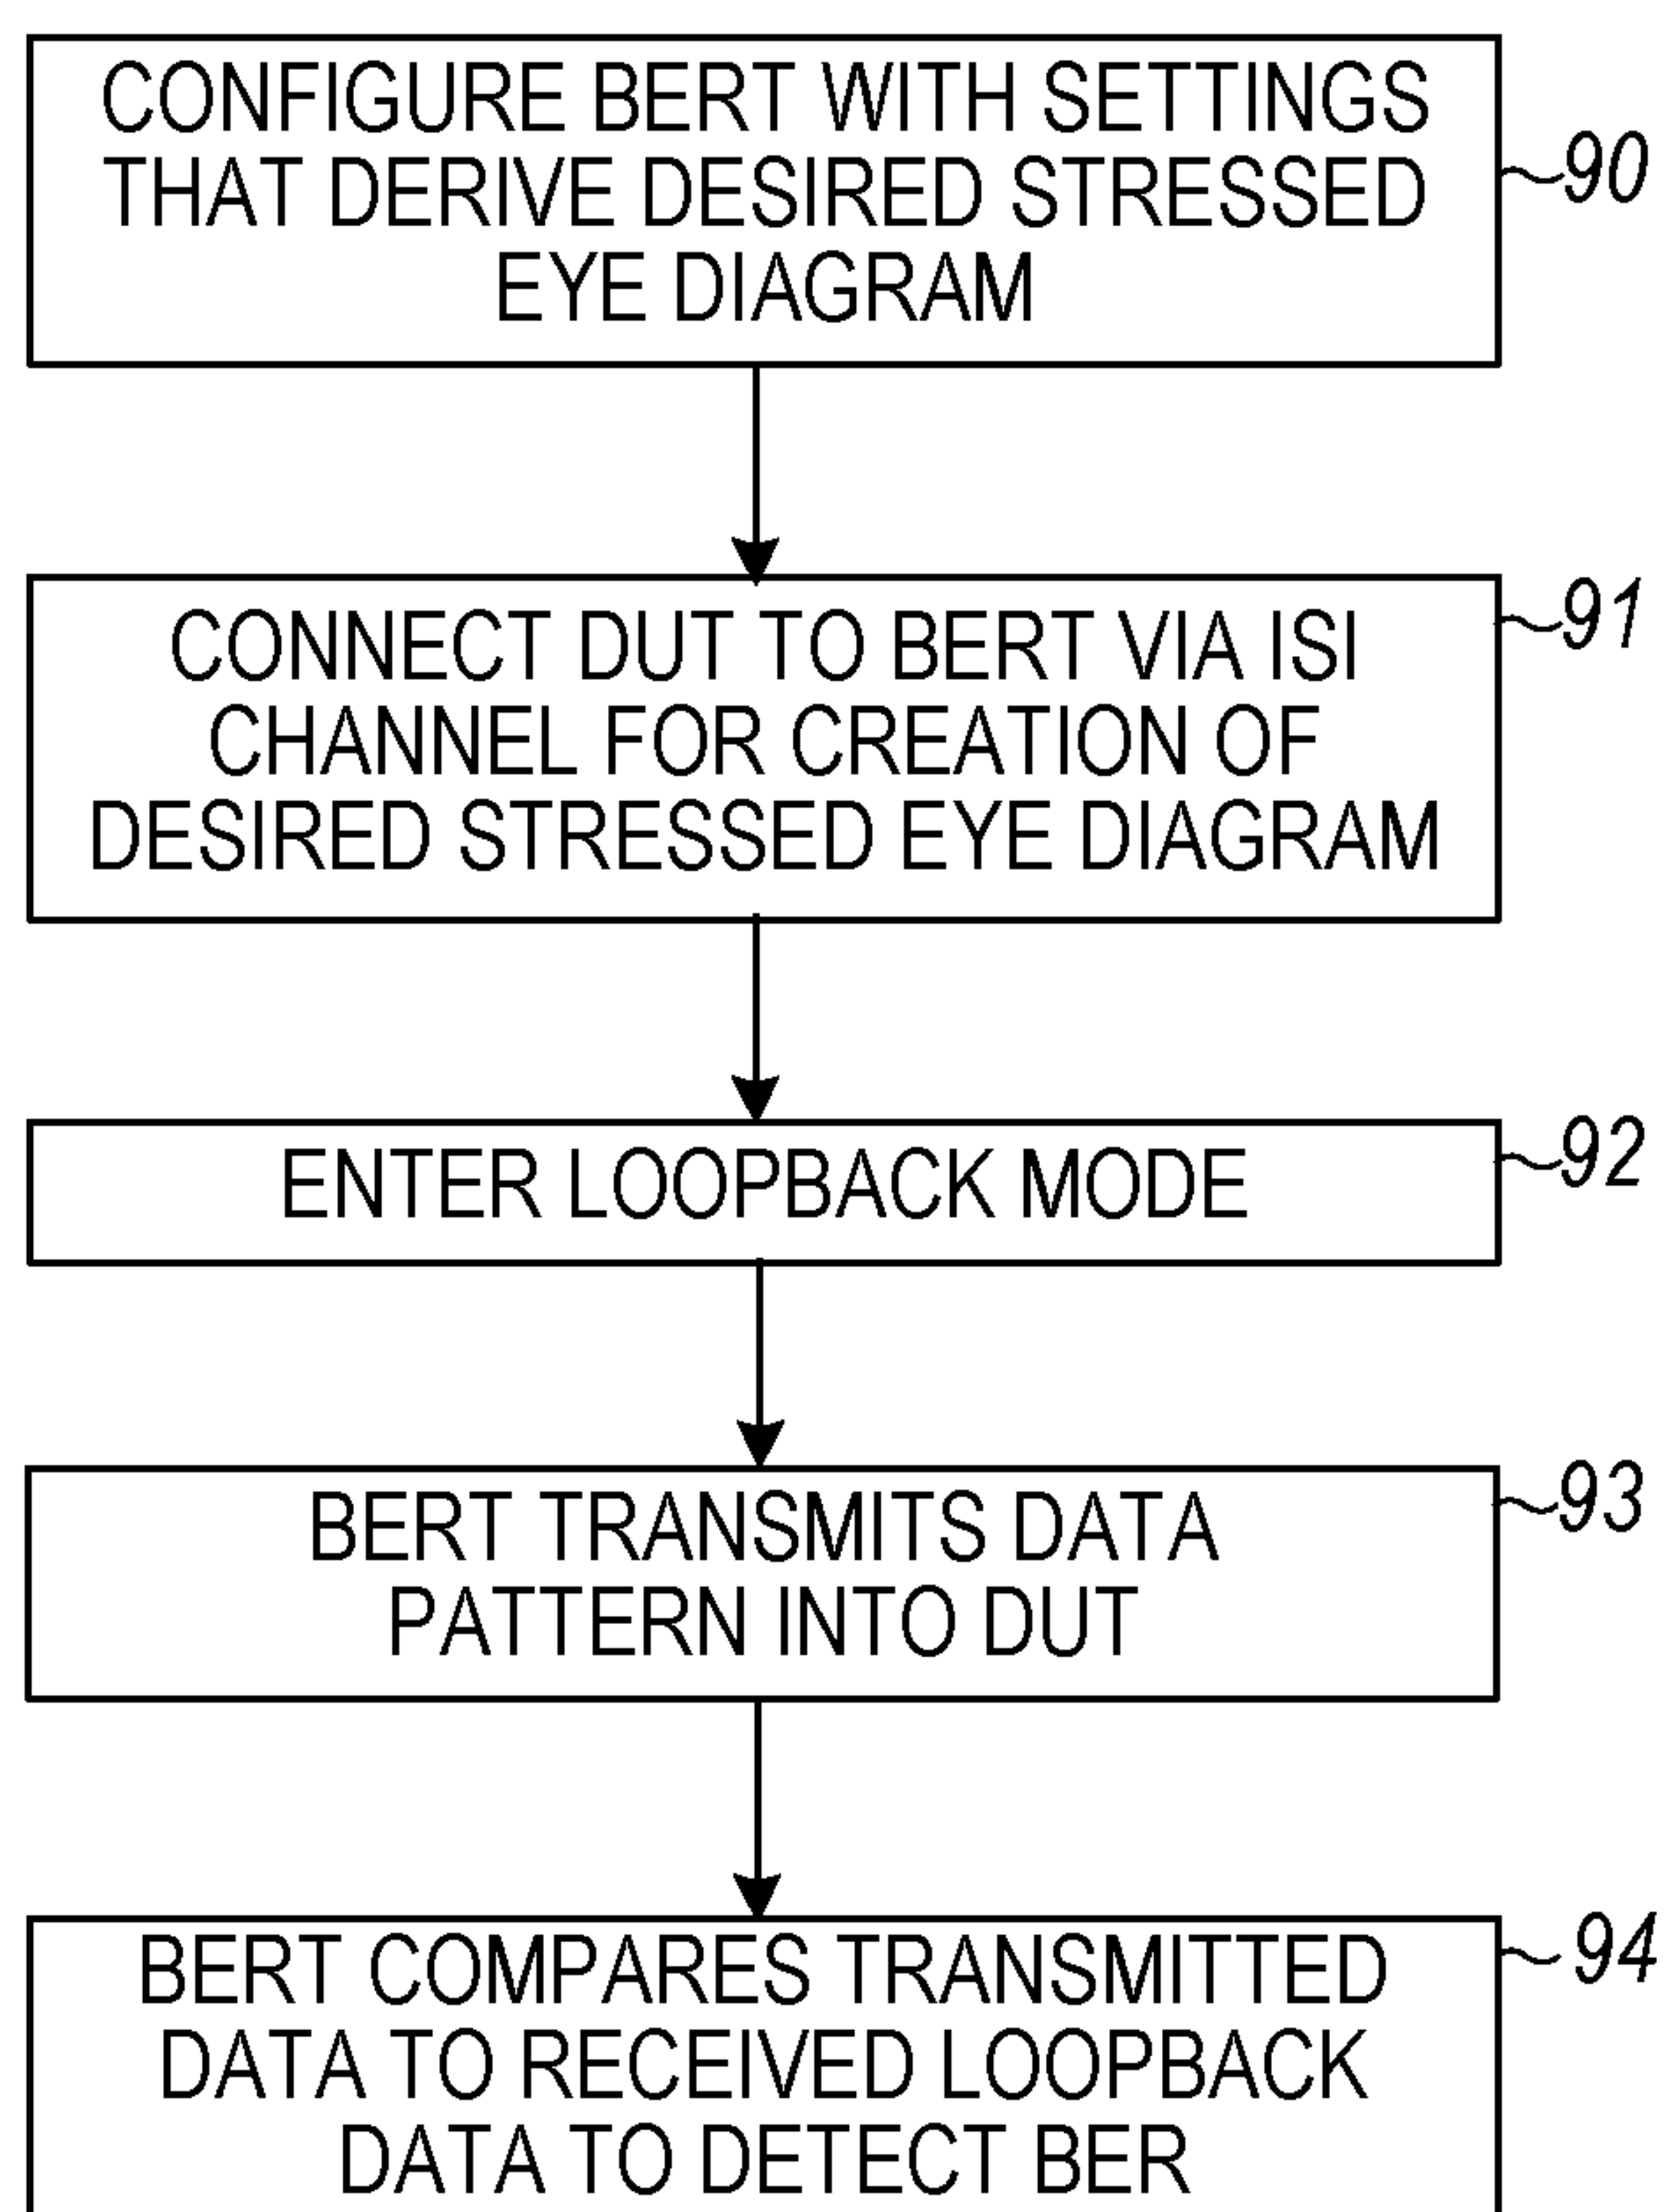 CONFIGURE BERT WITH SETTINGS
THAT DERIVE DESIRED STRESSED
EYE DIAGRAM
90
CONNECT DUT TO BERT VIA ISI
CHANNEL FOR CREATION OF
DESIRED STRESSED EYE DIAGRAM
91
ENTER LOOPBACK MODE
92
BERT TRANSMITS DATA
PATTERN INTO DUT
93
BERT COMPARES TRANSMITTED
DATA TO RECEIVED LOOPBACK
DATA TO DETECT BER
94